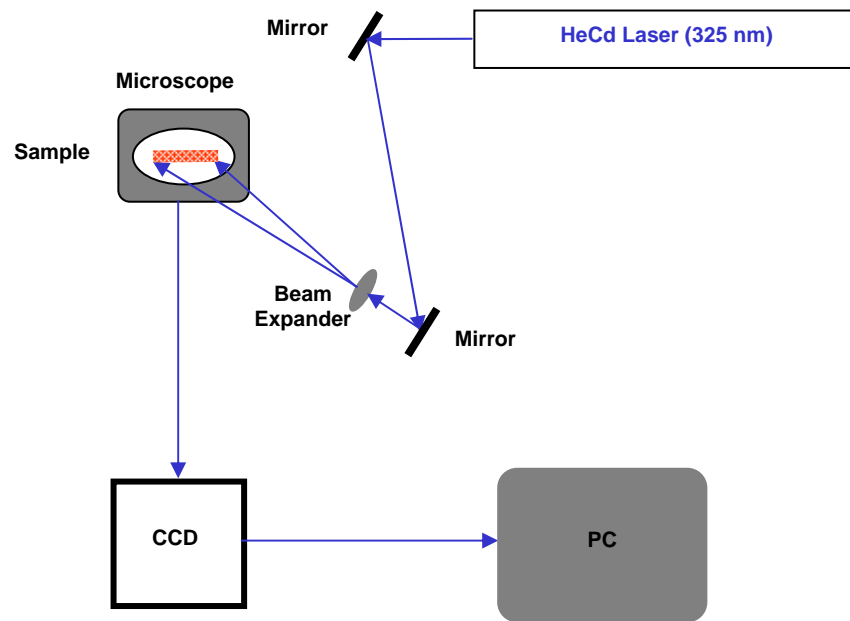 Mirror
HeCd Laser (325 nm)
Microscope
Sample
Beam
Expander
Mirror
CCD
PC